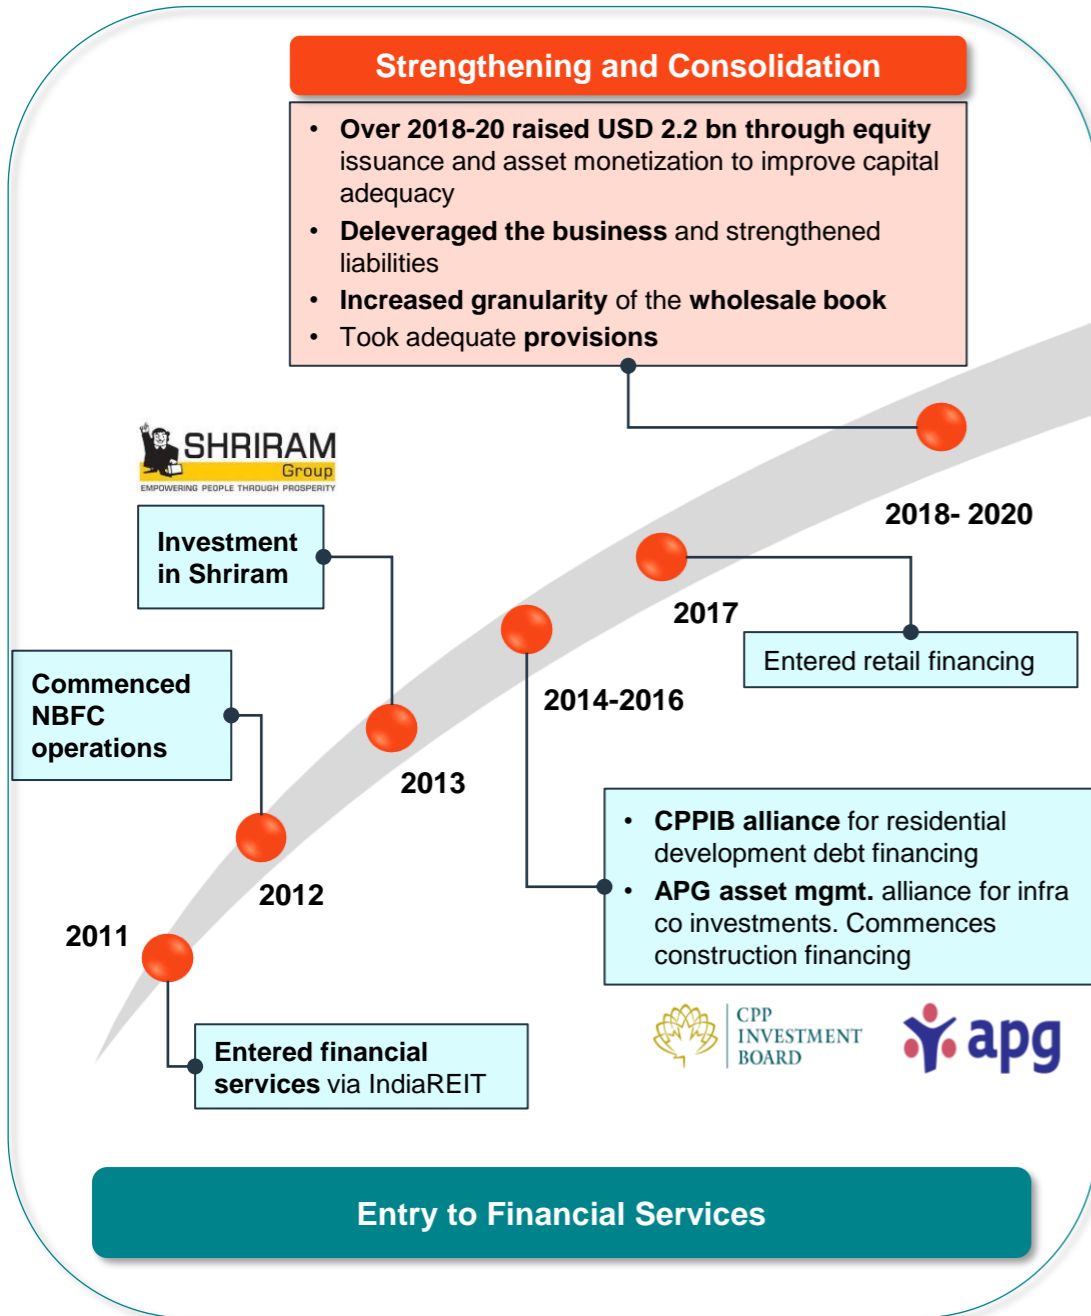 Strengthening and Consolidation
• Over 2018-20 raised USD 2.2 bn through equity
issuance and asset monetization to improve capital
adequacy
• Deleveraged the business and strengthened
liabilities
• Increased granularity of the wholesale book
• Took adequate provisions
SHRIRAM
Group
EMPOWERING PEOPLE THROUGH PROSPERITY
2018- 2020
Investment
in Shriram
2017
Entered retail financing
Commenced
NBFC
operations
2014-2016
2013
• CPPIB alliance for residential
development debt financing
• APG asset mgmt. alliance for infra
co investments. Commences
construction financing
2012
2011
CPP
INVESTMENT
BOARD
apg
Entered financial
services via IndiaREIT
Entry to Financial Services